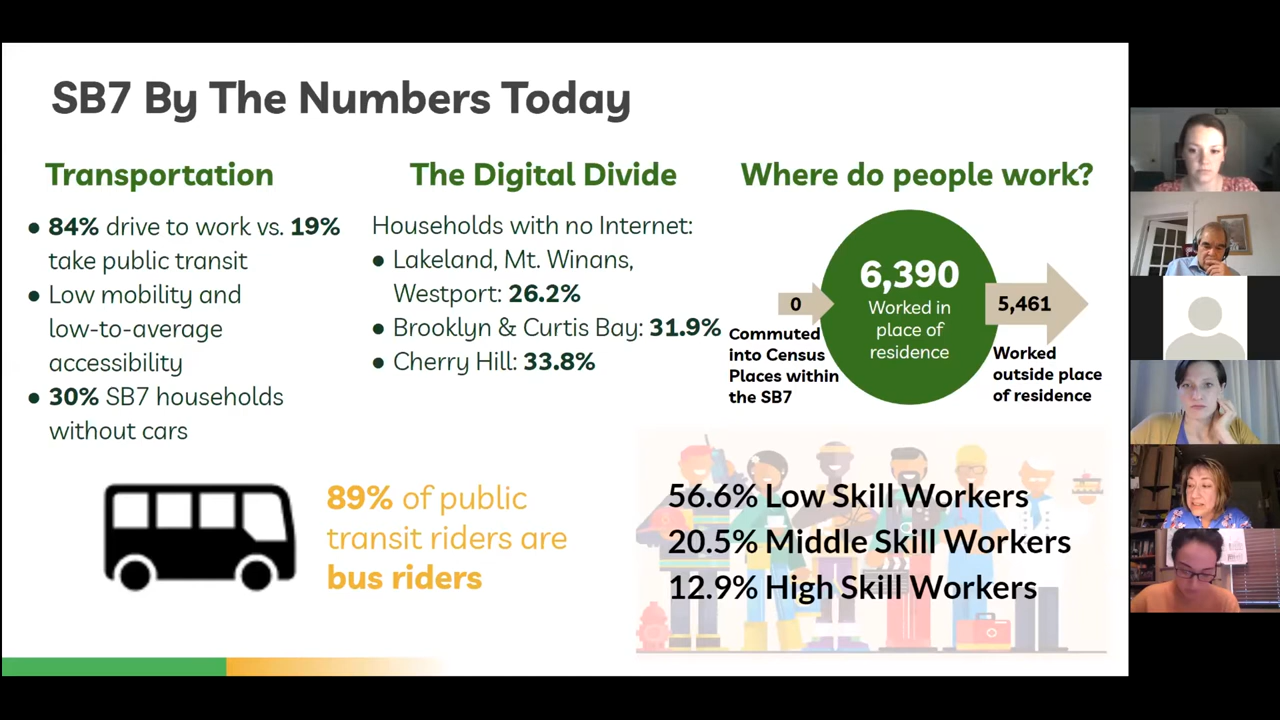 SB7 By The Numbers Today
Transportation
● 84% drive to work vs. 19%
take public transit
● Low mobility and
low-to-average
accessibility
● 30% SB7 households
without cars
The Digital Divide
Households with no Internet:
● Lakeland, Mt. Winans,
Westport: 26.2%
● Brooklyn & Curtis Bay: 31.9%
● Cherry Hill: 33.8%
Where do people work?
0
Commuted
into Census
Places within
the SB7
6,390
Worked in
place of
residence
5,461
Worked
outside place
of residence
89% of public
transit riders are
bus riders
56.6% Low Skill Workers
20.5% Middle Skill Workers
12.9% High Skill Workers